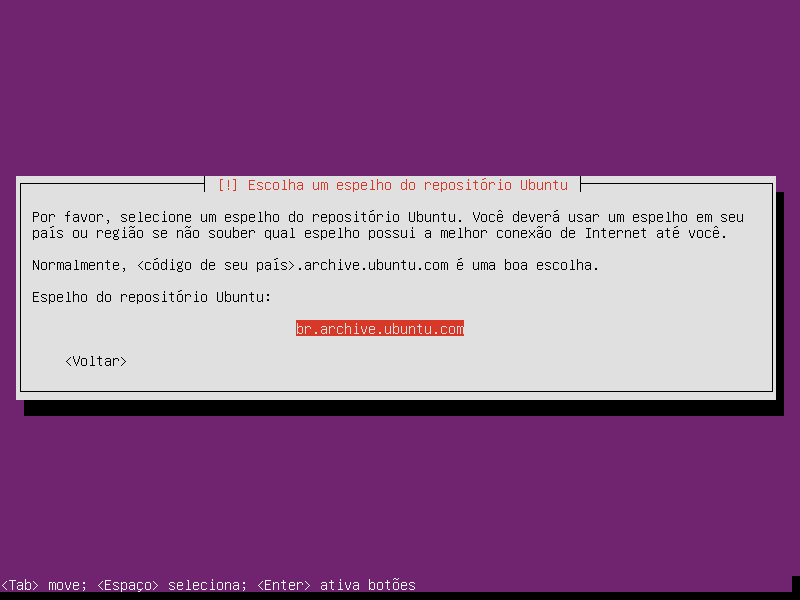 [!] Escolha um espelho do repositório Ubuntu
Por favor, selecione um espelho do repositório Ubuntu. Você deverá usar um espelho em seu
país ou região se não souber qual espelho possui a melhor conexão de Internet até você.
Normalmente, <código de seu país>.archive.ubuntu.com é uma boa escolha.
Espelho do repositório Ubuntu:
br.archive.ubuntu.com
<Voltar>
<Tab> move; <Espaço> seleciona; <Enter> ativa botões